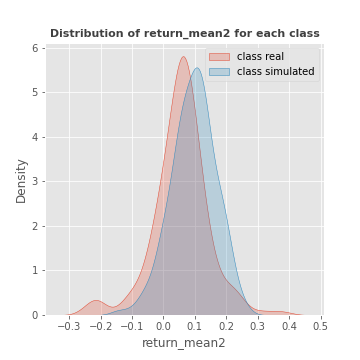 Distribution of return_mean2 for each class
class real
class simulated
Density
6
5
4
3
2
1
0
−0.3 −0.2 −0.1 0.0 0.1 0.2 0.3 0.4 0.5
return_mean2